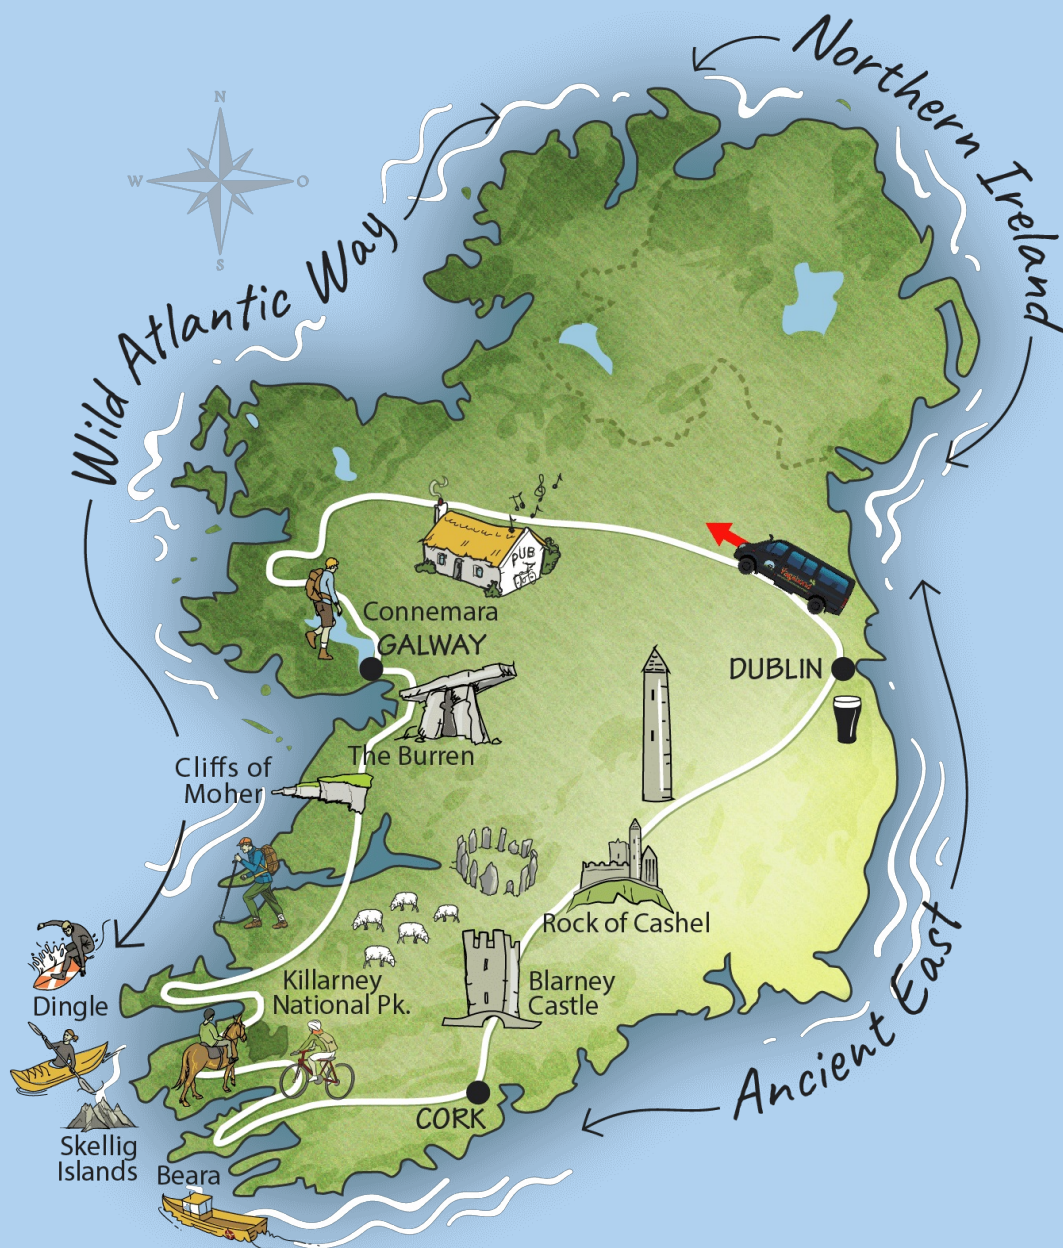 Northern Ireland
N
W
O
S
Wild Atlantic Way
PUB
Vagabond
Connemara
GALWAY
DUBLIN
The Burren
Cliffs of
Moher
Rock of Cashel
Killarney
National Pk.
Blarney
Castle
Dingle
Ancient East
CORK
Skellig
Islands
Beara